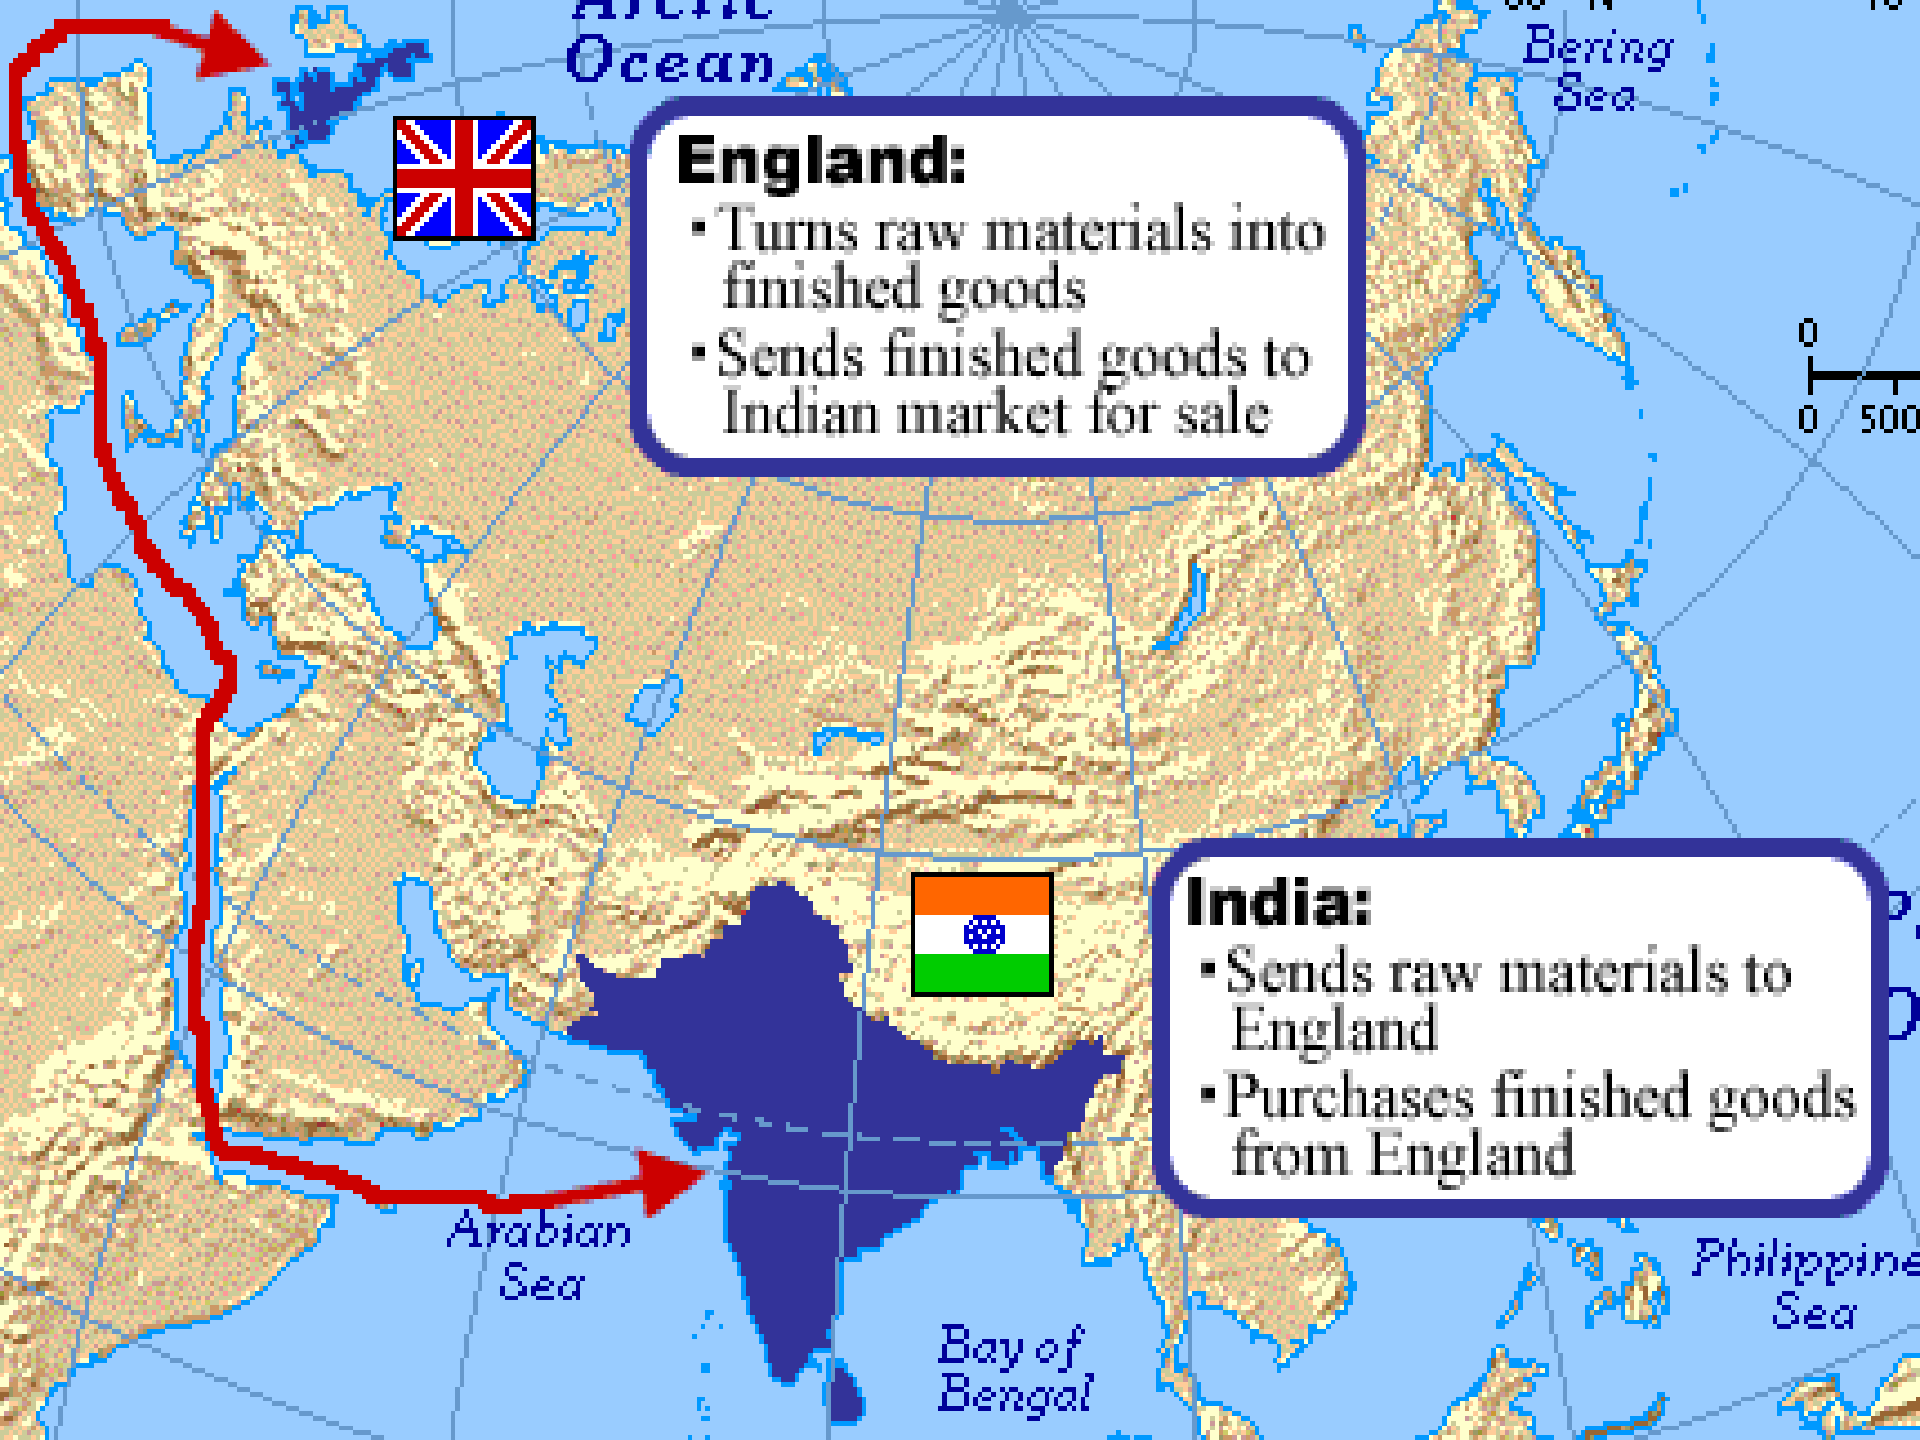 Arctic
Ocean
Bering
Sea
England:
▪Turns raw materials into
finished goods
▪Sends finished goods to
Indian market for sale
0
0 500
India:
▪Sends raw materials to
England
▪Purchases finished goods
from England
Arabian
Sea
Bay of
Bengal
Philippine
Sea